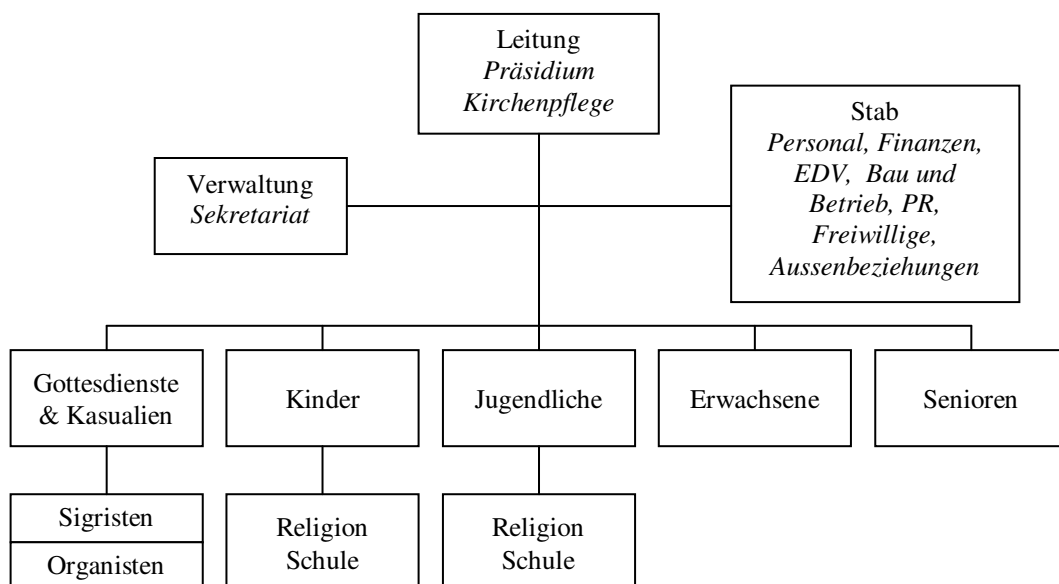 Leitung
Präsidium
Kirchenpflege
Stab
Personal, Finanzen,
EDV, Bau und
Betrieb, PR,
Freiwillige,
Aussenbeziehungen
Verwaltung
Sekretariat
Gottesdienste
& Kasualien
Kinder
Jugendliche
Erwachsene
Senioren
Sigristen
Organisten
Religion
Schule
Religion
Schule